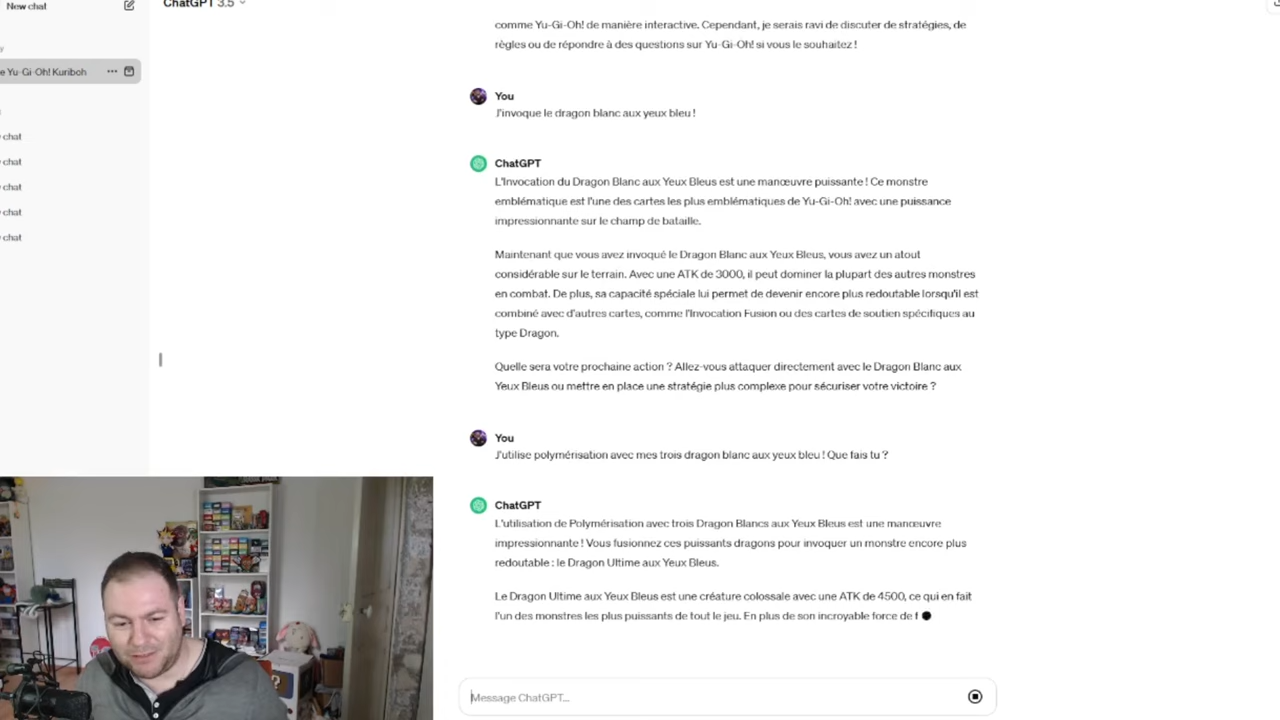 New chat
ChatGPT 3.5
e Yu-Gi-Oh! Kuriboh
chat
chat
chat
chat
chat
comme Yu-Gi-Oh! de manière interactive. Cependant, je serais ravi de discuter de stratégies, de
règles ou de répondre à des questions sur Yu-Gi-Oh! si vous le souhaitez !
You
J'invoque le dragon blanc aux yeux bleu !
ChatGPT
L'Invocation du Dragon Blanc aux Yeux Bleus est une manœuvre puissante ! Ce monstre
emblématique est l'une des cartes les plus emblématiques de Yu-Gi-Oh! avec une puissance
impressionnante sur le champ de bataille.
Maintenant que vous avez invoqué le Dragon Blanc aux Yeux Bleus, vous avez un atout
considérable sur le terrain. Avec une ATK de 3000, il peut dominer la plupart des autres monstres
en combat. De plus, sa capacité spéciale lui permet de devenir encore plus redoutable lorsqu'il est
combiné avec d'autres cartes, comme l'Invocation Fusion ou des cartes de soutien spécifiques au
type Dragon.
Quelle sera votre prochaine action ? Allez-vous attaquer directement avec le Dragon Blanc aux
Yeux Bleus ou mettre en place une stratégie plus complexe pour sécuriser votre victoire ?
You
J'utilise polymérisation avec mes trois dragon blanc aux yeux bleu ! Que fais tu ?
ChatGPT
L'utilisation de Polymérisation avec trois Dragon Blancs aux Yeux Bleus est une manœuvre
impressionnante ! Vous fusionnez ces puissants dragons pour invoquer un monstre encore plus
redoutable : le Dragon Ultime aux Yeux Bleus.
Le Dragon Ultime aux Yeux Bleus est une créature colossale avec une ATK de 4500, ce qui en fait
l'un des monstres les plus puissants de tout le jeu. En plus de son incroyable force de f
Message ChatGPT...